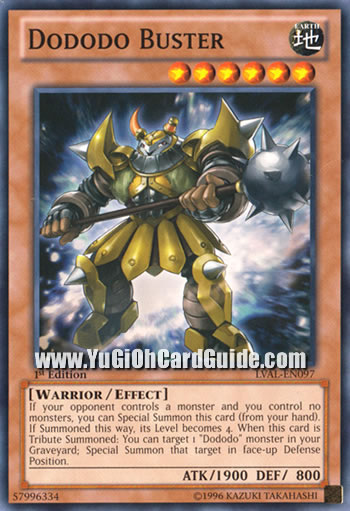 DODODO BUSTER
EARTH
地
www.YuGiOhCardGuide.com
1st Edition
LVAL-EN097
[WARRIOR / EFFECT]
If your opponent controls a monster and you control no
monsters, you can Special Summon this card (from your hand).
If Summoned this way, its Level becomes 4. When this card is
Tribute Summoned: You can target 1 "Dododo" monster in your
Graveyard; Special Summon that target in face-up Defense
Position.
ATK/1900 DEF/ 800
57996334
©1996 KAZUKI TAKAHASHI